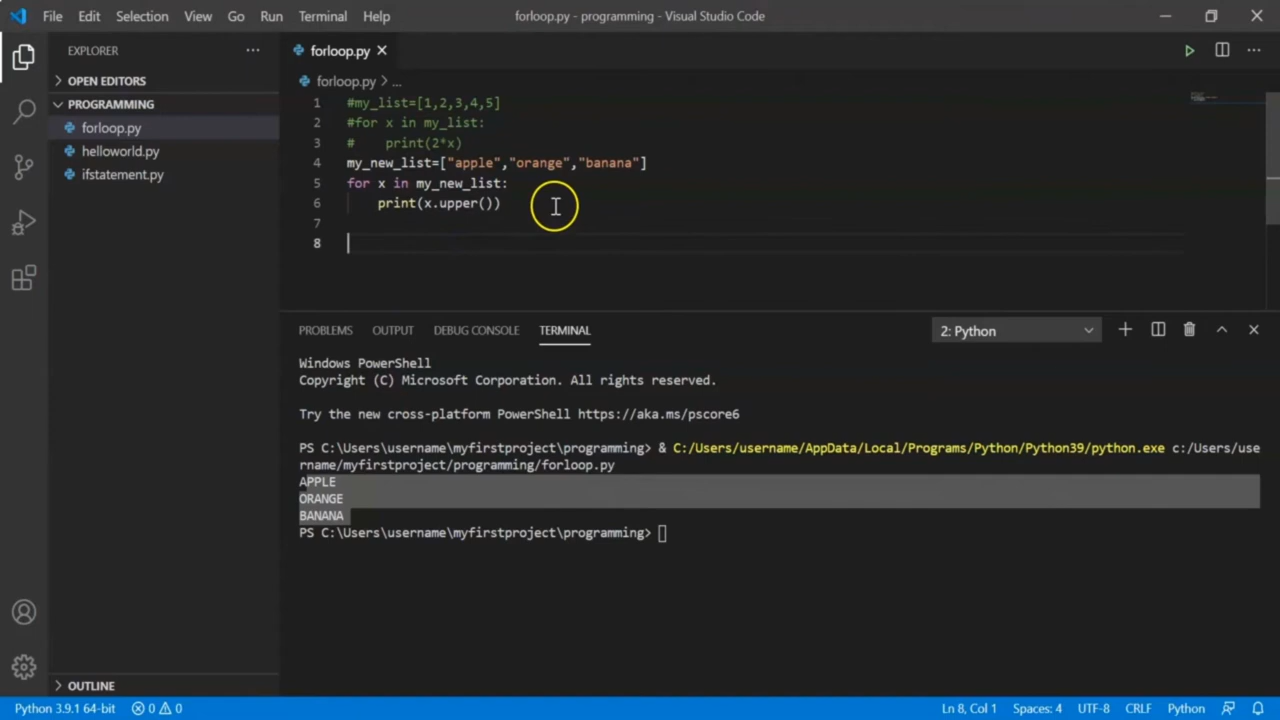 File Edit Selection View Go Run Terminal Help forloop.py - programming - Visual Studio Code
EXPLORER
OPEN EDITORS
PROGRAMMING
forloop.py
helloworld.py
ifstatement.py
OUTLINE
forloop.py
forloop.py > ...
1 #my_list=[1,2,3,4,5]
2 #for x in my_list:
3 #    print(2*x)
4 my_new_list=["apple","orange","banana"]
5 for x in my_new_list:
6     print(x.upper())
7
8
PROBLEMS OUTPUT DEBUG CONSOLE TERMINAL 2: Python
Windows PowerShell
Copyright (C) Microsoft Corporation. All rights reserved.
Try the new cross-platform PowerShell https://aka.ms/pscore6
PS C:\Users\username\myfirstproject\programming> & C:/Users/username/AppData/Local/Programs/Python/Python39/python.exe c:/Users/use
rname/myfirstproject/programming/forloop.py
APPLE
ORANGE
BANANA
PS C:\Users\username\myfirstproject\programming>
Python 3.9.1 64-bit 0 0 Ln 8, Col 1 Spaces: 4 UTF-8 CRLF Python